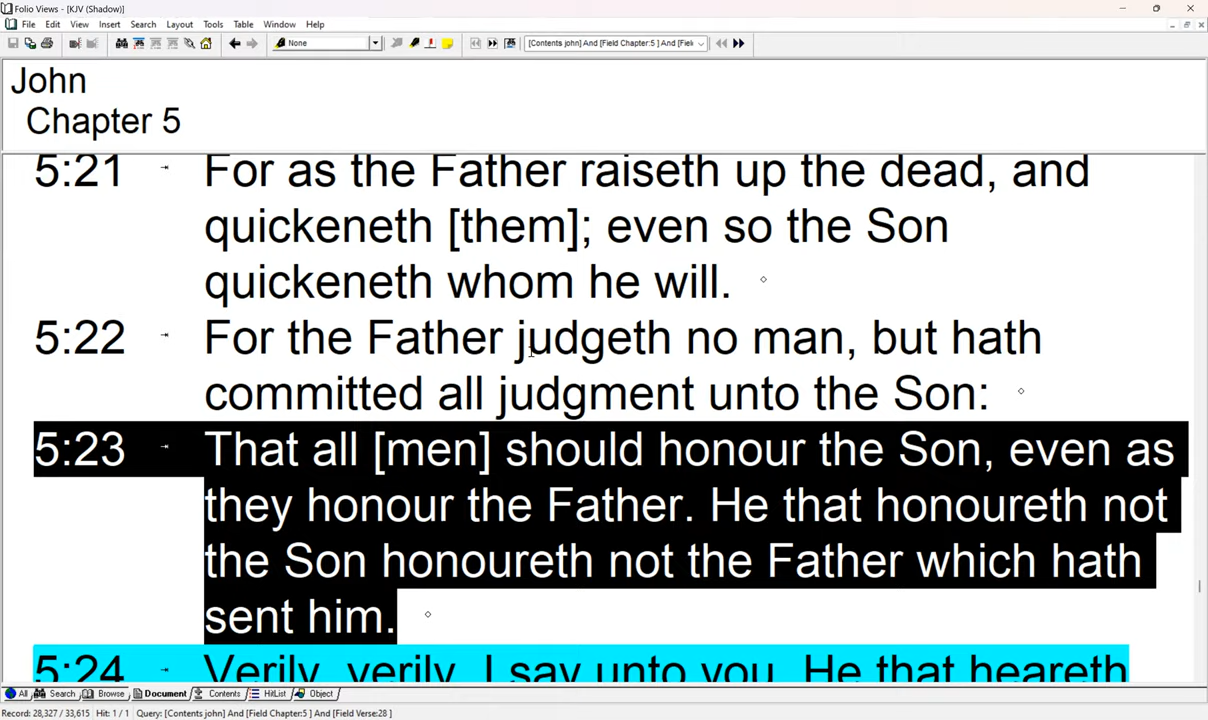 Folio Views - [KJV (Shadow)]
File Edit View Insert Search Layout Tools Table Window Help
None [Contents john] And [Field Chapter:5 ] And [Fiek
John
Chapter 5
5:21 For as the Father raiseth up the dead, and
quickeneth [them]; even so the Son
quickeneth whom he will.
5:22 For the Father judgeth no man, but hath
committed all judgment unto the Son:
5:23 That all [men] should honour the Son, even as
they honour the Father. He that honoureth not
the Son honoureth not the Father which hath
sent him.
5:24 Verily, verily, I say unto you, He that heareth
All Search Browse Document Contents HitList Object
Record: 28,327 / 33,615 Hit: 1 / 1 Query: [Contents john] And [Field Chapter:5 ] And [Field Verse:28 ]